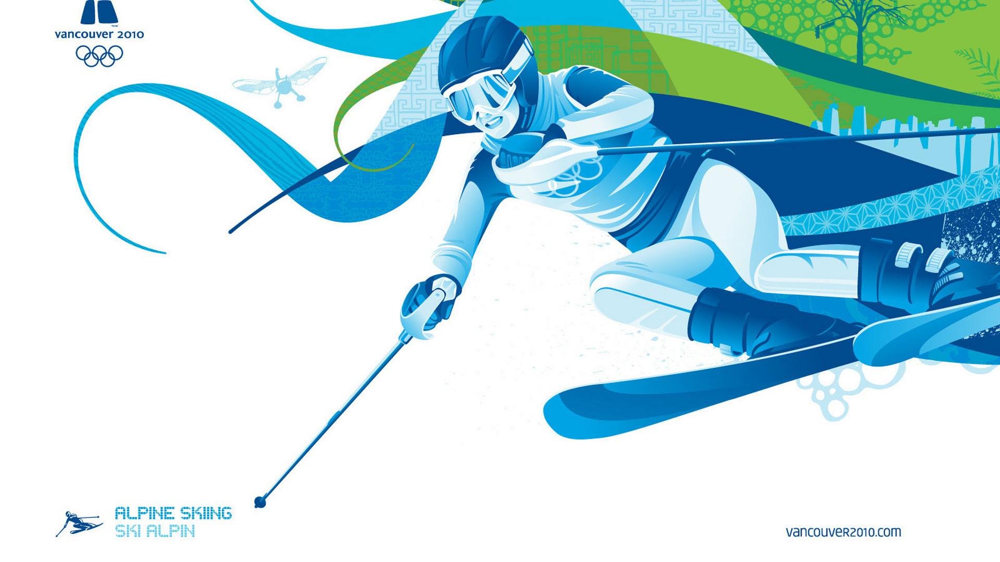 vancouver 2010
ALPINE SKIING
SKI ALPIN
vancouver2010.com